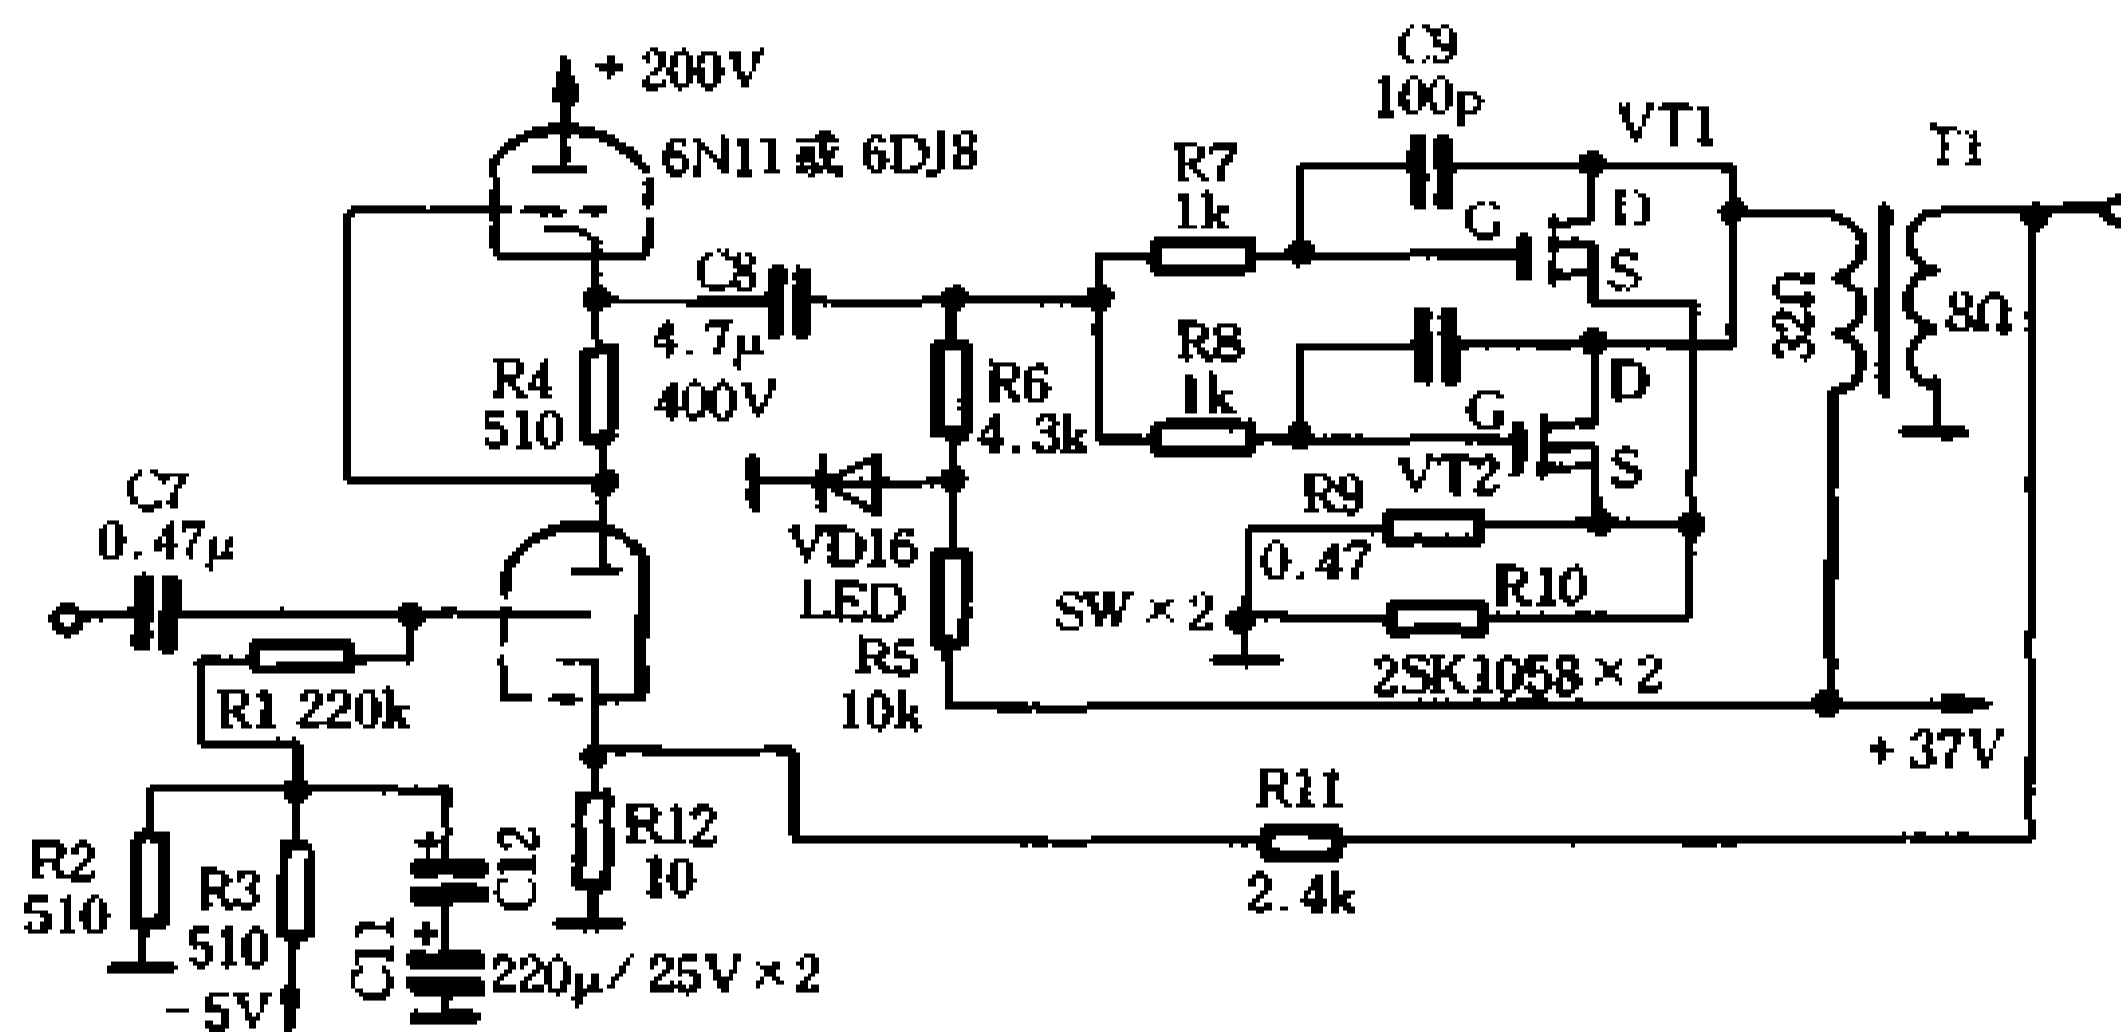 C9
100p
+ 200V
VT1
T1
6N11 或 6DJ8
R7
1k
G
D
S
C8
4.7μ
400V
R8
1k
32Ω
8Ω
R4
510
R6
4.3k
G
D
S
VT2
C7
0.47μ
R9
0.47
VD16
LED
SW × 2
R10
R5
10k
2SK1058 × 2
R1 220k
+ 37V
R11
2.4k
R12
10
R2
510
R3
510
+
C12
+
C11
220μ/ 25V × 2
- 5V